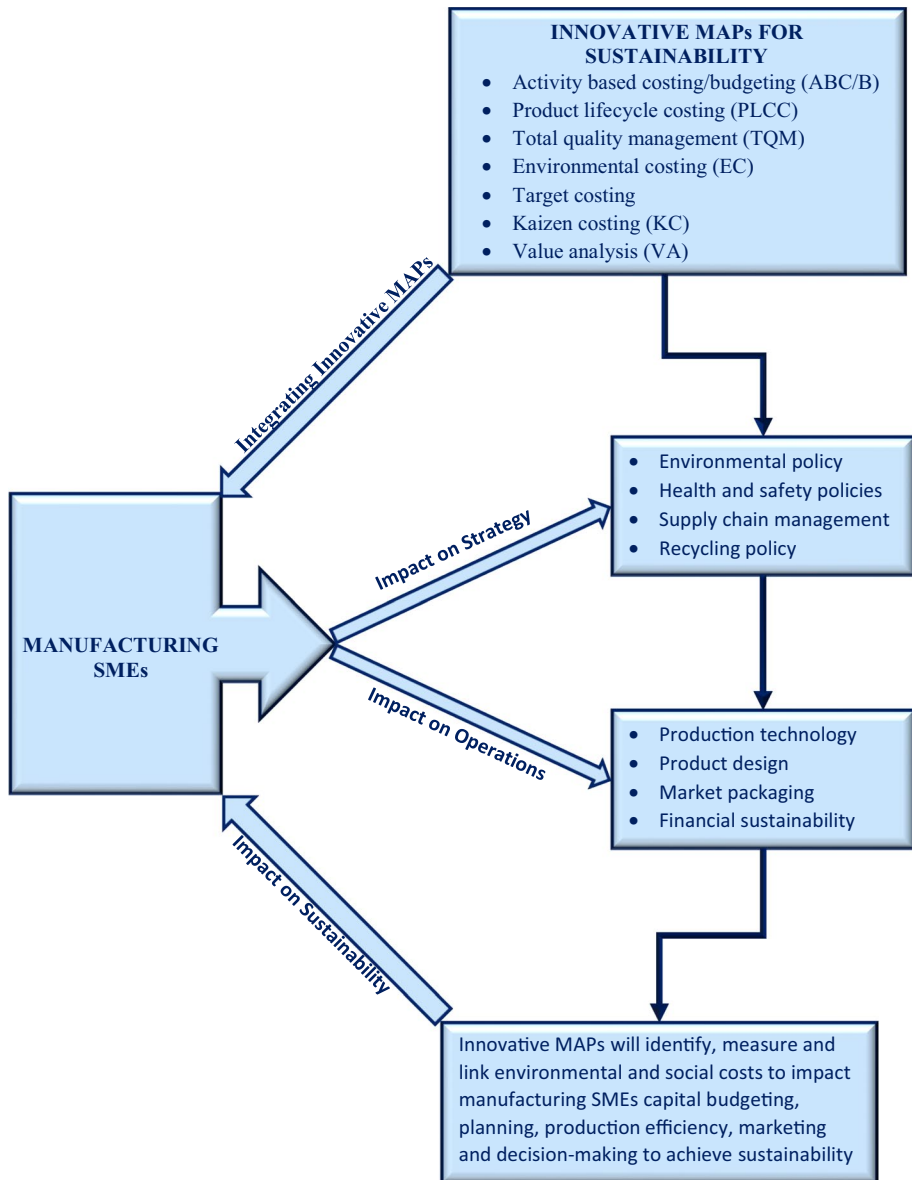 INNOVATIVE MAPs FOR
SUSTAINABILITY
• Activity based costing/budgeting (ABC/B)
• Product lifecycle costing (PLCC)
• Total quality management (TQM)
• Environmental costing (EC)
• Target costing
• Kaizen costing (KC)
• Value analysis (VA)
Integrating Innovative MAPs
• Environmental policy
• Health and safety policies
• Supply chain management
• Recycling policy
Impact on Strategy
MANUFACTURING
SMEs
Impact on Operations
• Production technology
• Product design
• Market packaging
• Financial sustainability
Impact on Sustainability
Innovative MAPs will identify, measure and
link environmental and social costs to impact
manufacturing SMEs capital budgeting,
planning, production efficiency, marketing
and decision-making to achieve sustainability